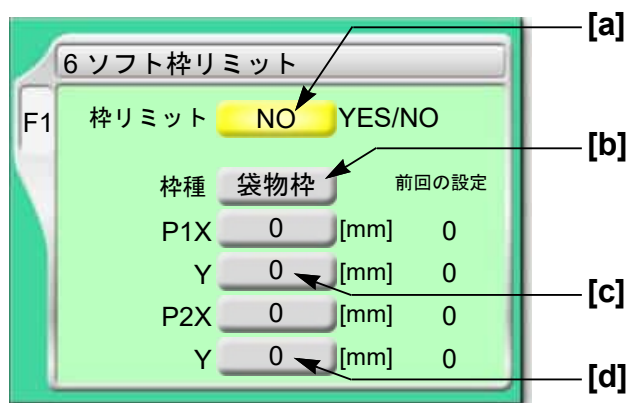 [a]
6 ソフト枠リミット
F1 枠リミット NO YES/NO
[b]
枠種 袋物枠 前回の設定
P1X 0 [mm] 0
Y 0 [mm] 0
[c]
P2X 0 [mm] 0
Y 0 [mm] 0
[d]